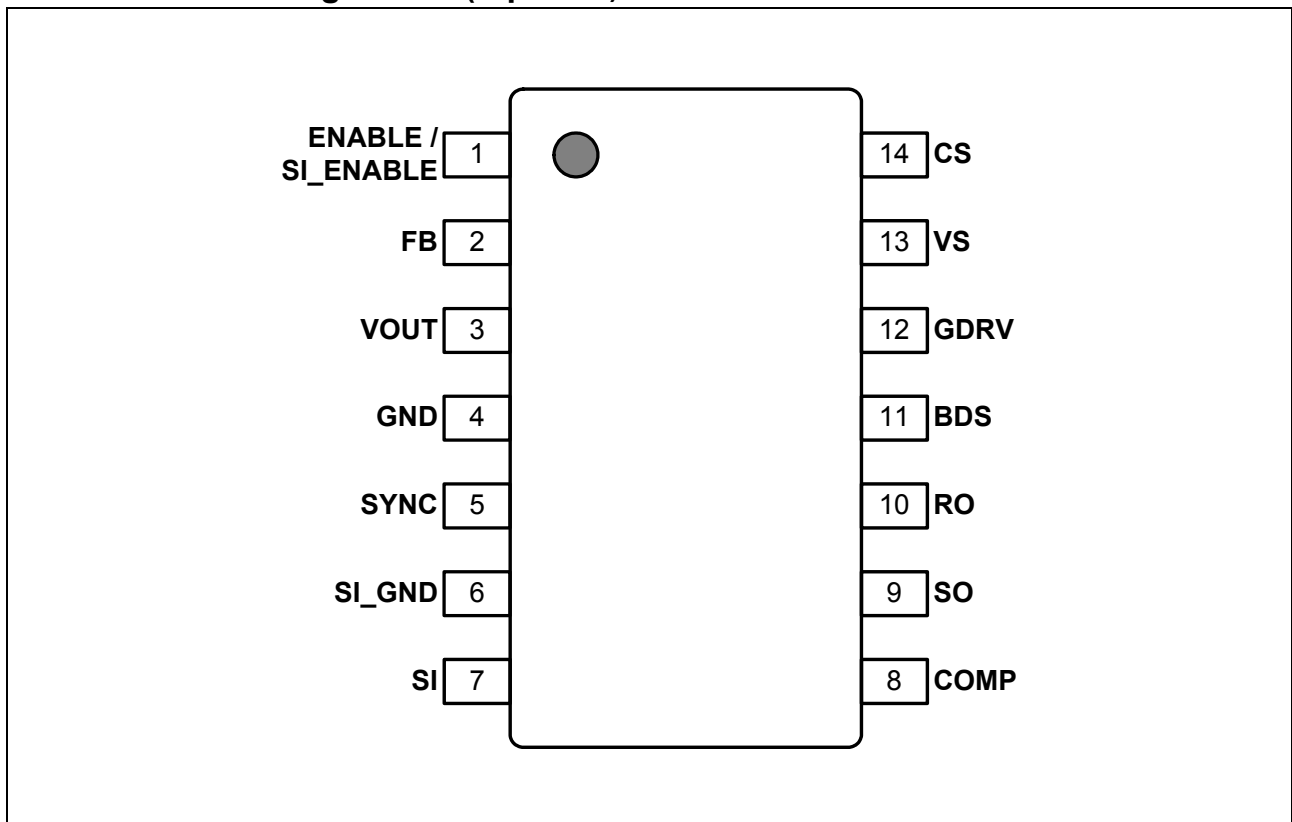 ENABLE /
SI_ENABLE 1
14 CS
FB 2
13 VS
VOUT 3
12 GDRV
GND 4
11 BDS
SYNC 5
10 RO
SI_GND 6
9 SO
SI 7
8 COMP